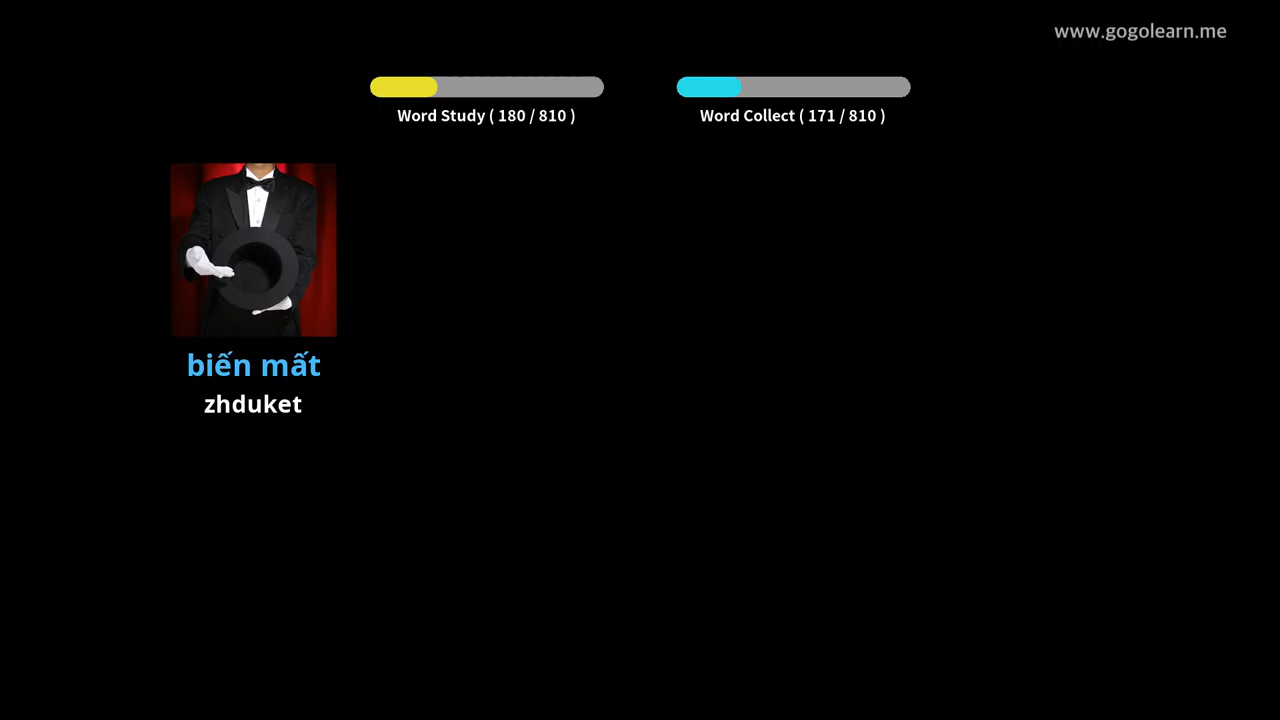 www.gogolearn.me
Word Study ( 180 / 810 )
Word Collect ( 171 / 810 )
biến mất
zhduket